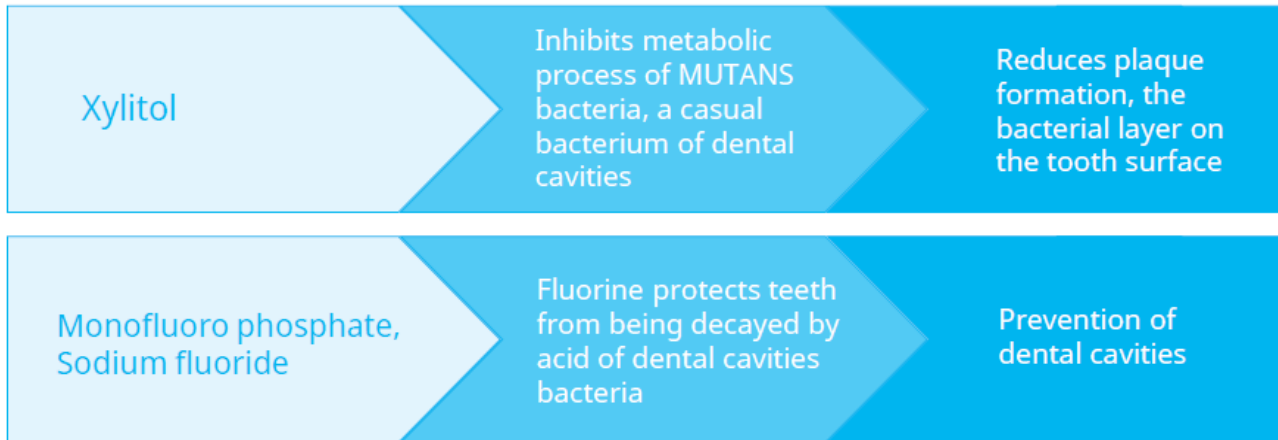 Xylitol
Inhibits metabolic
process of MUTANS
bacteria, a casual
bacterium of dental
cavities
Reduces plaque
formation, the
bacterial layer on
the tooth surface
Monofluoro phosphate,
Sodium fluoride
Fluorine protects teeth
from being decayed by
acid of dental cavities
bacteria
Prevention of
dental cavities